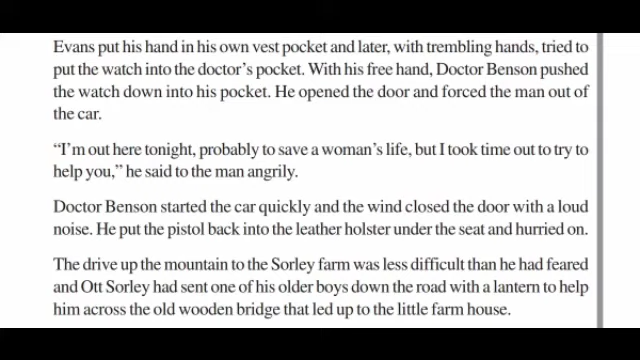 Evans put his hand in his own vest pocket and later, with trembling hands, tried to
put the watch into the doctor’s pocket. With his free hand, Doctor Benson pushed
the watch down into his pocket. He opened the door and forced the man out of
the car.
“I’m out here tonight, probably to save a woman’s life, but I took time out to try to
help you,” he said to the man angrily.
Doctor Benson started the car quickly and the wind closed the door with a loud
noise. He put the pistol back into the leather holster under the seat and hurried on.
The drive up the mountain to the Sorley farm was less difficult than he had feared
and Ott Sorley had sent one of his older boys down the road with a lantern to help
him across the old wooden bridge that led up to the little farm house.